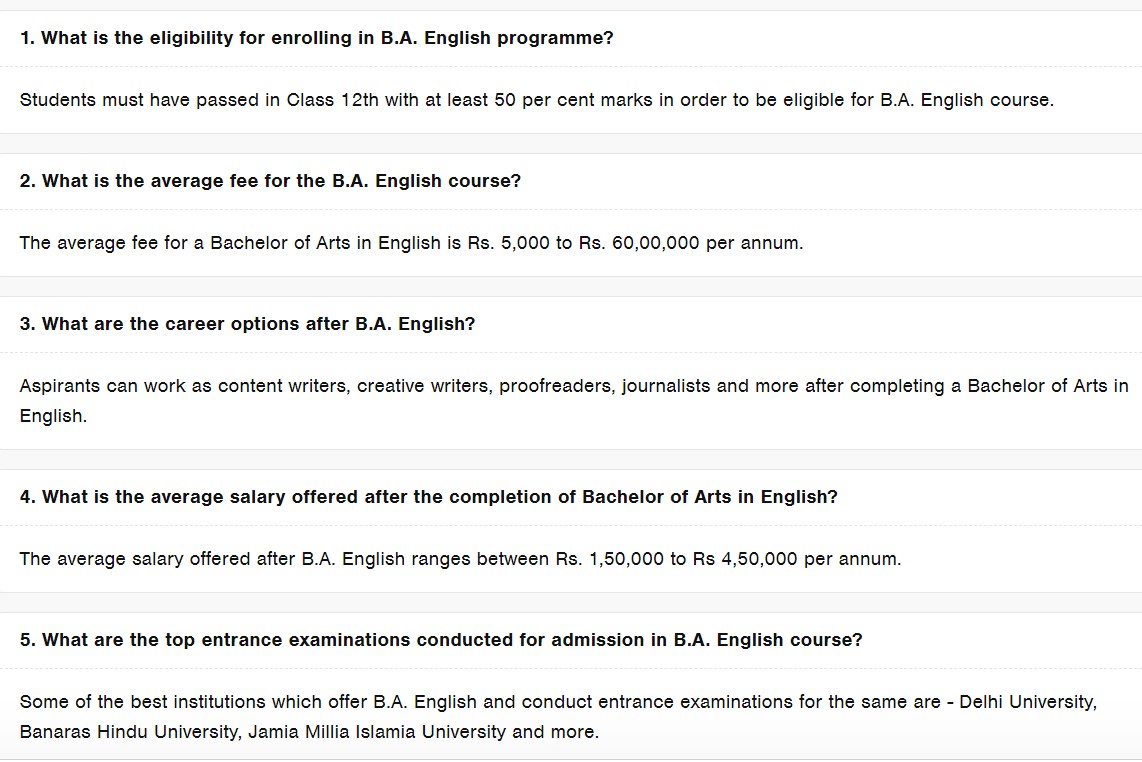 1. What is the eligibility for enrolling in B.A. English programme?
Students must have passed in Class 12th with at least 50 per cent marks in order to be eligible for B.A. English course.
2. What is the average fee for the B.A. English course?
The average fee for a Bachelor of Arts in English is Rs. 5,000 to Rs. 60,00,000 per annum.
3. What are the career options after B.A. English?
Aspirants can work as content writers, creative writers, proofreaders, journalists and more after completing a Bachelor of Arts in
English.
4. What is the average salary offered after the completion of Bachelor of Arts in English?
The average salary offered after B.A. English ranges between Rs. 1,50,000 to Rs 4,50,000 per annum.
5. What are the top entrance examinations conducted for admission in B.A. English course?
Some of the best institutions which offer B.A. English and conduct entrance examinations for the same are - Delhi University,
Banaras Hindu University, Jamia Millia Islamia University and more.